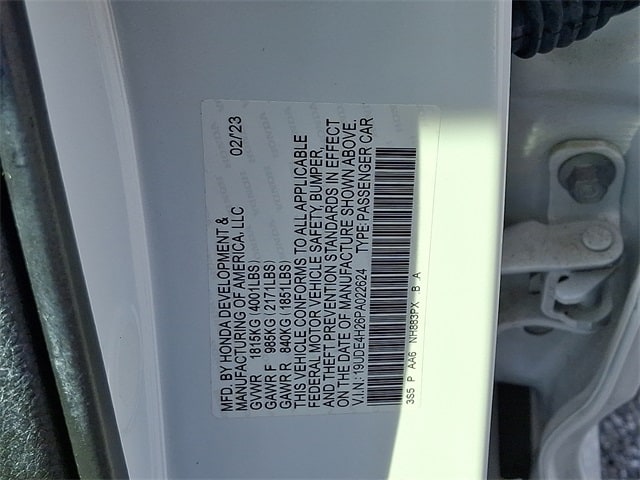 MFD. BY HONDA DEVELOPMENT & 02/23
MANUFACTURING OF AMERICA, LLC
GVWR 1815KG (4001LBS)
GAWR F 985KG (2171LBS)
GAWR R 840KG (1851LBS)
THIS VEHICLE CONFORMS TO ALL APPLICABLE
FEDERAL MOTOR VEHICLE SAFETY, BUMPER,
AND THEFT PREVENTION STANDARDS IN EFFECT
ON THE DATE OF MANUFACTURE SHOWN ABOVE.
V.I.N.: 19UDE4H26PA022624 TYPE:PASSENGER CAR
3S5 P AA6 NH883PX B A